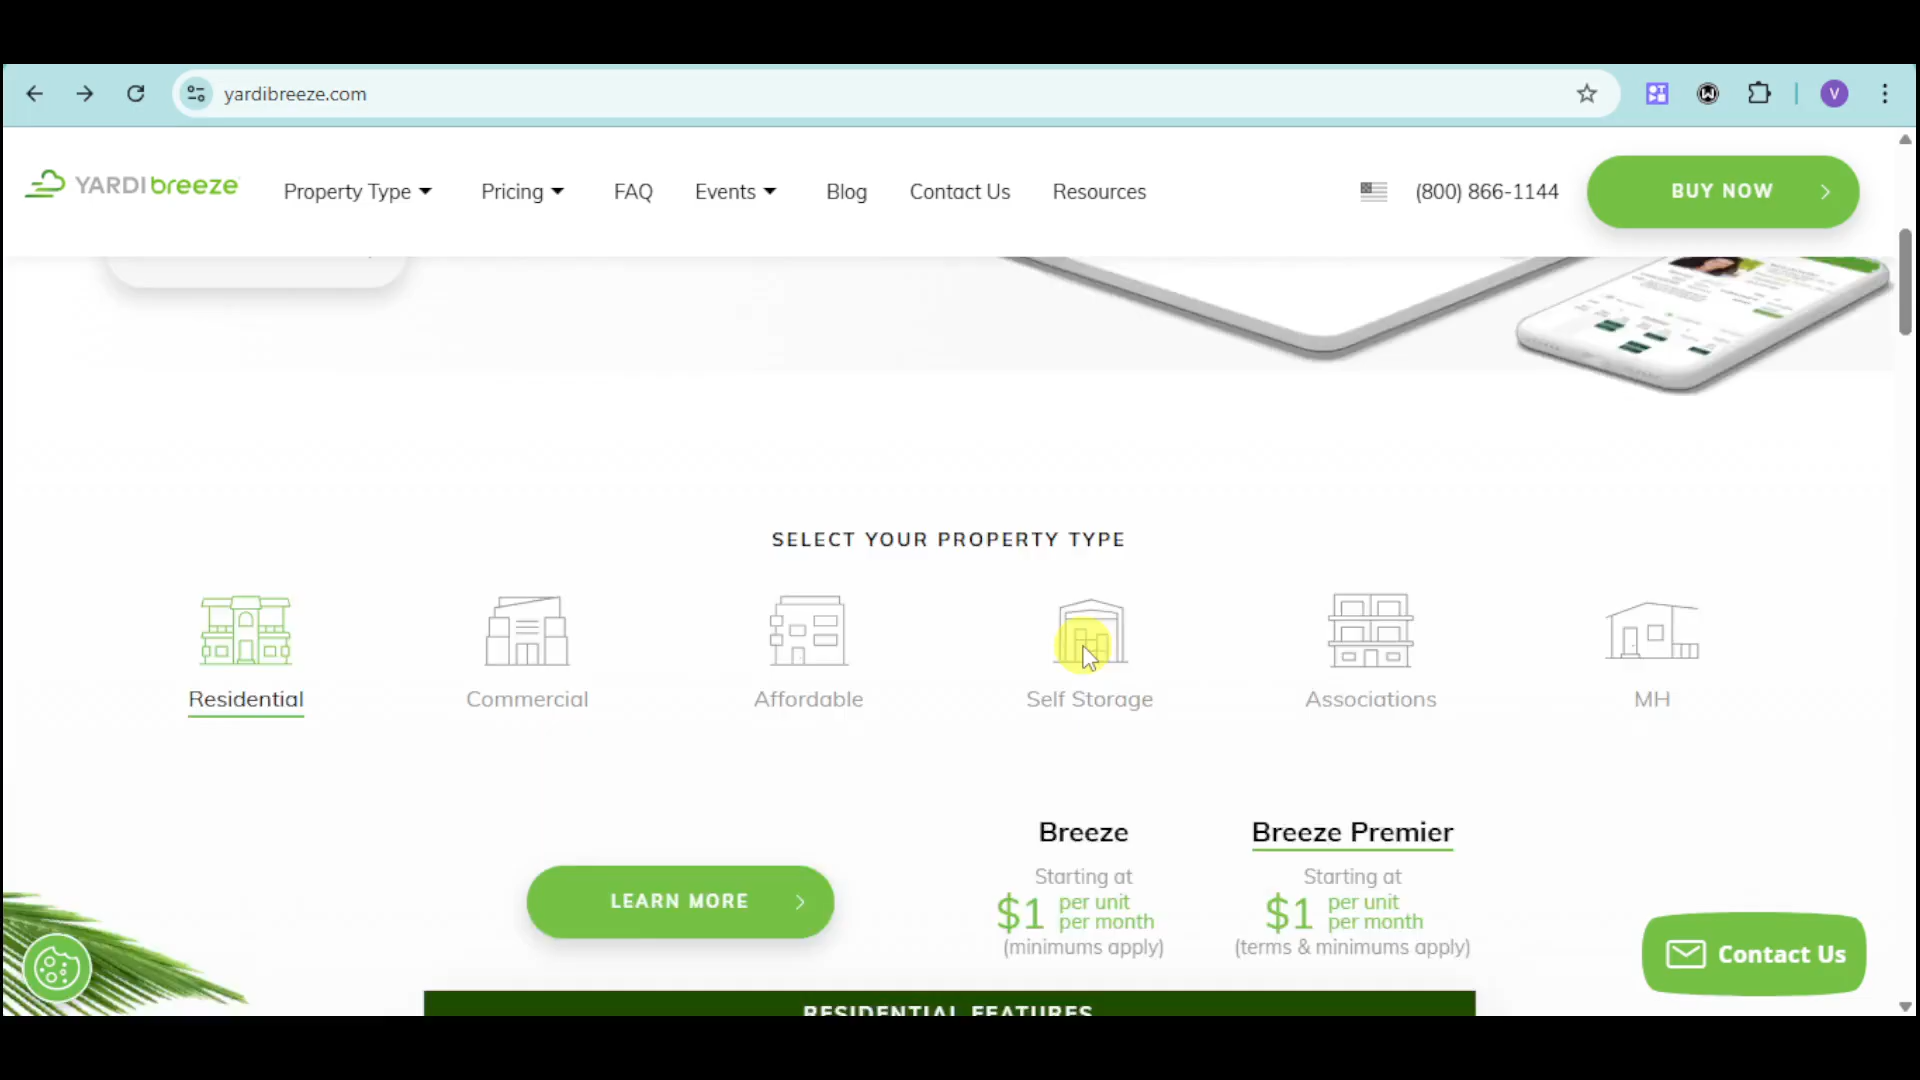 yardibreeze.com
V
YARDI breeze
Property Type
Pricing
FAQ
Events
Blog
Contact Us
Resources
(800) 866-1144
BUY NOW
SELECT YOUR PROPERTY TYPE
Residential
Commercial
Affordable
Self Storage
Associations
MH
LEARN MORE
Breeze
Starting at
$1 per unit
per month
(minimums apply)
Breeze Premier
Starting at
$1 per unit
per month
(terms & minimums apply)
Contact Us
RESIDENTIAL FEATURES